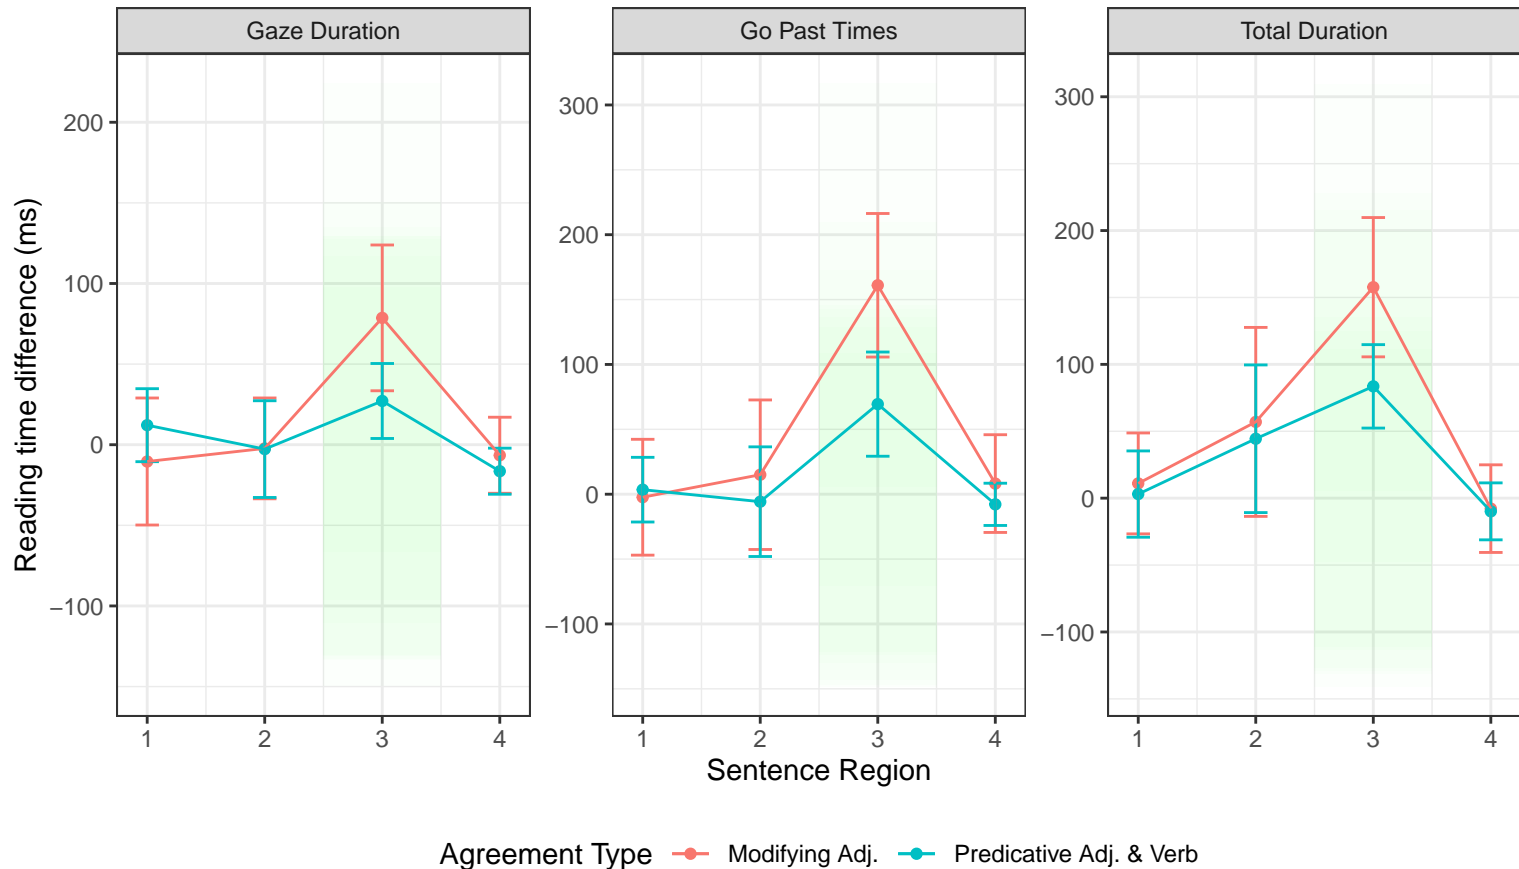 Gaze Duration
Go Past Times
Total Duration
Reading time difference (ms)
200
100
0
−100
300
200
100
0
−100
300
200
100
0
−100
1 2 3 4
1 2 3 4
1 2 3 4
Sentence Region
Agreement Type Modifying Adj. Predicative Adj. & Verb